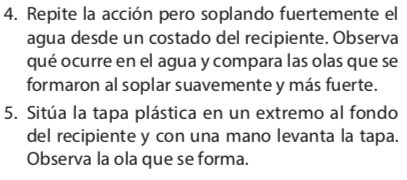 4. Repite la acción pero soplando fuertemente el
agua desde un costado del recipiente. Observa
qué ocurre en el agua y compara las olas que se
formaron al soplar suavemente y más fuerte.
5. Sitúa la tapa plástica en un extremo al fondo
del recipiente y con una mano levanta la tapa.
Observa la ola que se forma.